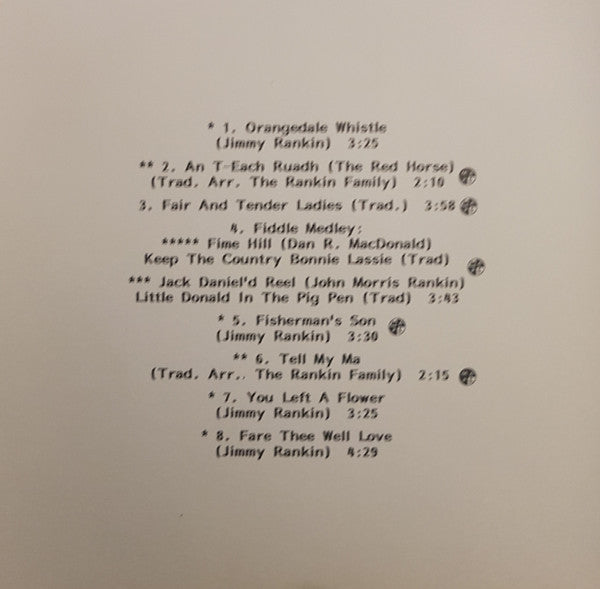 * 1. Orangedale Whistle
(Jimmy Rankin) 3:25
** 2. An T-Each Ruadh (The Red Horse)
(Trad. Arr. The Rankin Family) 2:10
3. Fair And Tender Ladies (Trad.) 3:58
4. Fiddle Medley:
***** Fime Hill (Dan R. MacDonald)
Keep The Country Bonnie Lassie (Trad)
*** Jack Daniel'd Reel (John Morris Rankin)
Little Donald In The Pig Pen (Trad) 3:43
* 5. Fisherman's Son
(Jimmy Rankin) 3:30
** 6. Tell My Ma
(Trad. Arr.. The Rankin Family) 2:15
* 7. You Left A Flower
(Jimmy Rankin) 3:25
* 8. Fare Thee Well Love
(Jimmy Rankin) 4:29